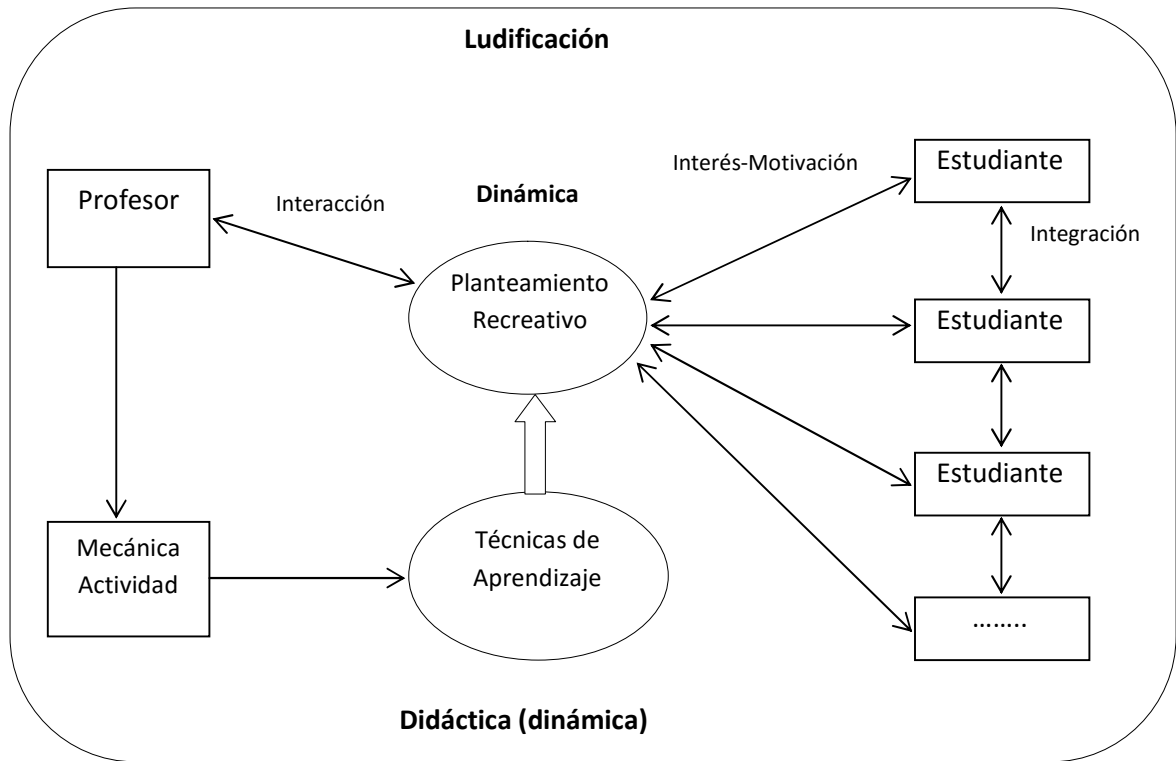 Ludificación
Interés-Motivación
Estudiante
Profesor
Interacción
Dinámica
Integración
Planteamiento
Recreativo
Estudiante
Estudiante
Mecánica
Actividad
Técnicas de
Aprendizaje
........
Didáctica (dinámica)